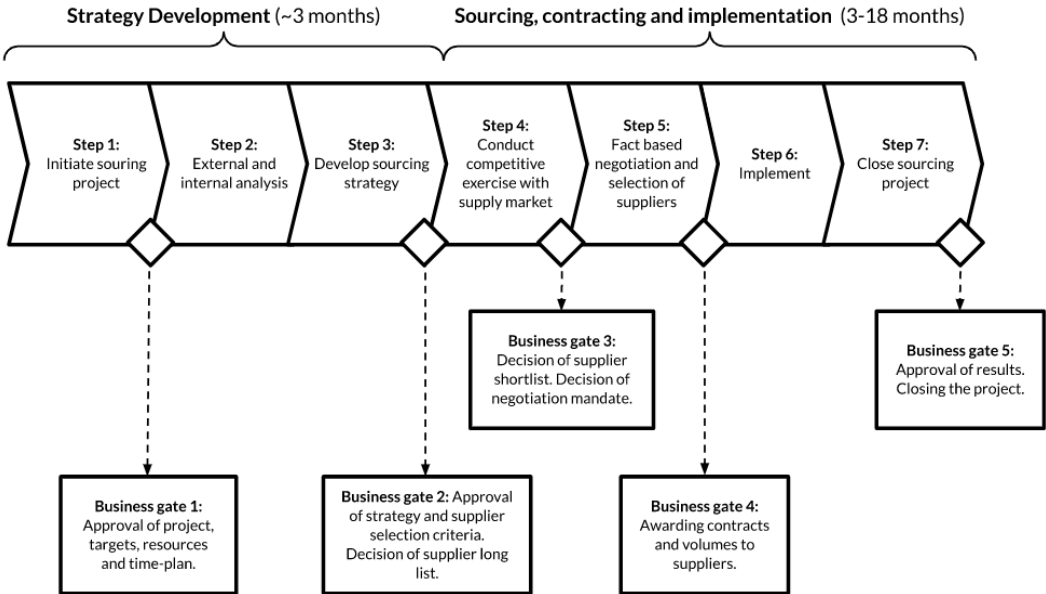 Strategy Development (~3 months)
Sourcing, contracting and implementation (3-18 months)
Step 1:
Initiate souring
project
Step 2:
External and
internal analysis
Step 3:
Develop sourcing
strategy
Step 4:
Conduct
competitive
exercise with
supply market
Step 5:
Fact based
negotiation and
selection of
suppliers
Step 6:
Implement
Step 7:
Close sourcing
project
Business gate 3:
Decision of supplier
shortlist. Decision of
negotiation mandate.
Business gate 5:
Approval of results.
Closing the project.
Business gate 1:
Approval of project,
targets, resources
and time-plan.
Business gate 2: Approval
of strategy and supplier
selection criteria.
Decision of supplier long
list.
Business gate 4:
Awarding contracts
and volumes to
suppliers.